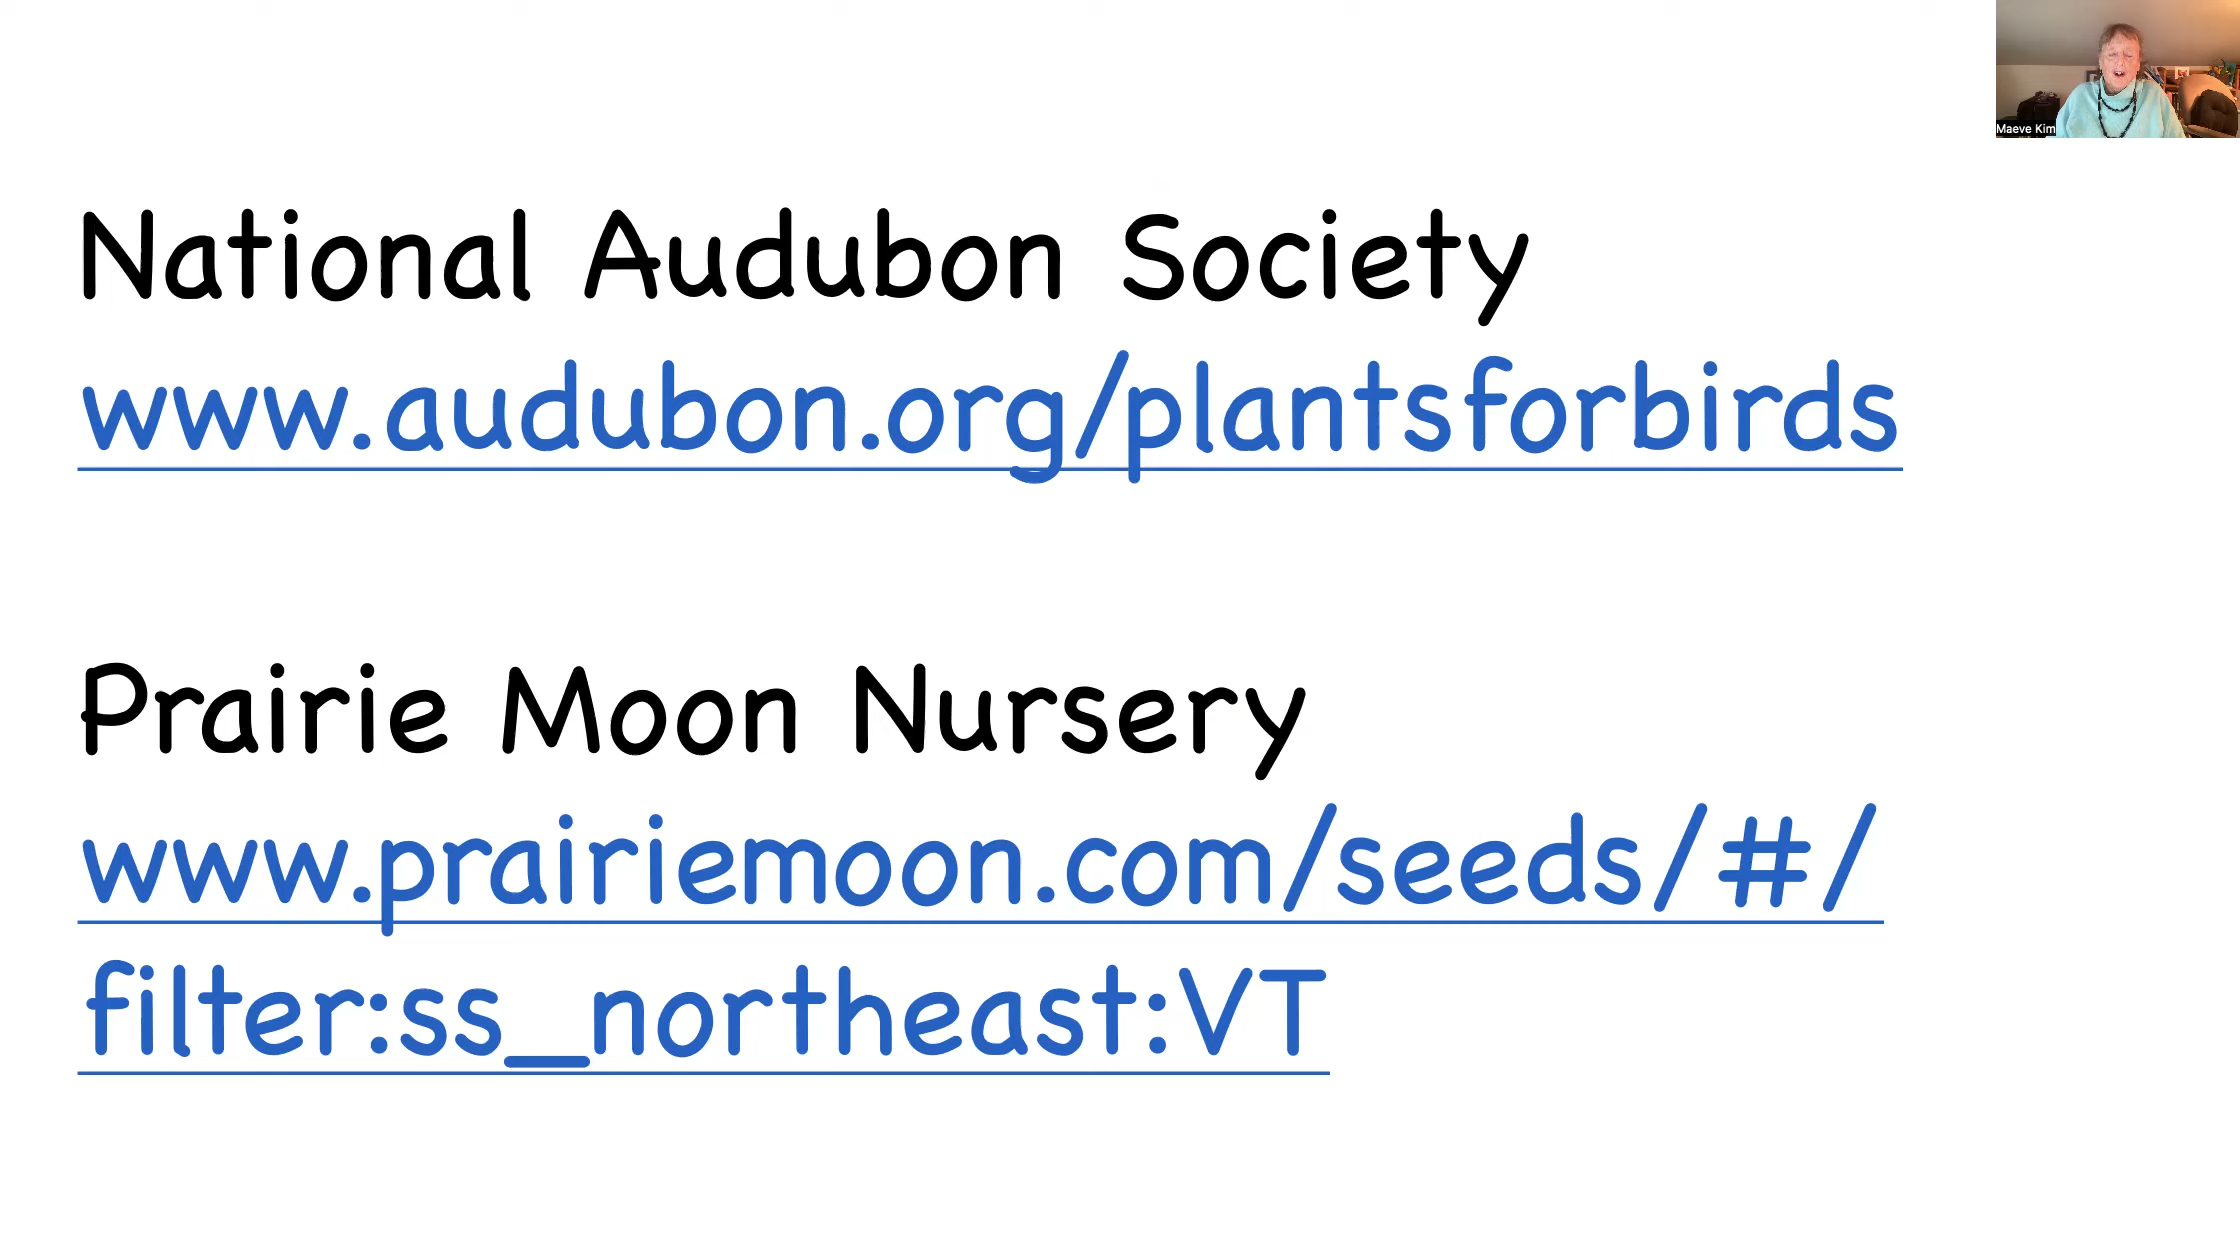 Maeve Kim
National Audubon Society
www.audubon.org/plantsforbirds
Prairie Moon Nursery
www.prairiemoon.com/seeds/#/
filter:ss_northeast:VT